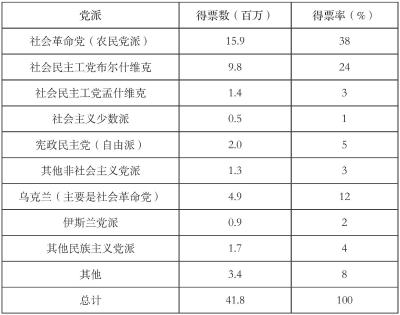 党派 得票数（百万） 得票率（%）
社会革命党（农民党派） 15.9 38
社会民主工党布尔什维克 9.8 24
社会民主工党孟什维克 1.4 3
社会主义少数派 0.5 1
宪政民主党（自由派） 2.0 5
其他非社会主义党派 1.3 3
乌克兰（主要是社会革命党） 4.9 12
伊斯兰党派 0.9 2
其他民族主义党派 1.7 4
其他 3.4 8
总计 41.8 100